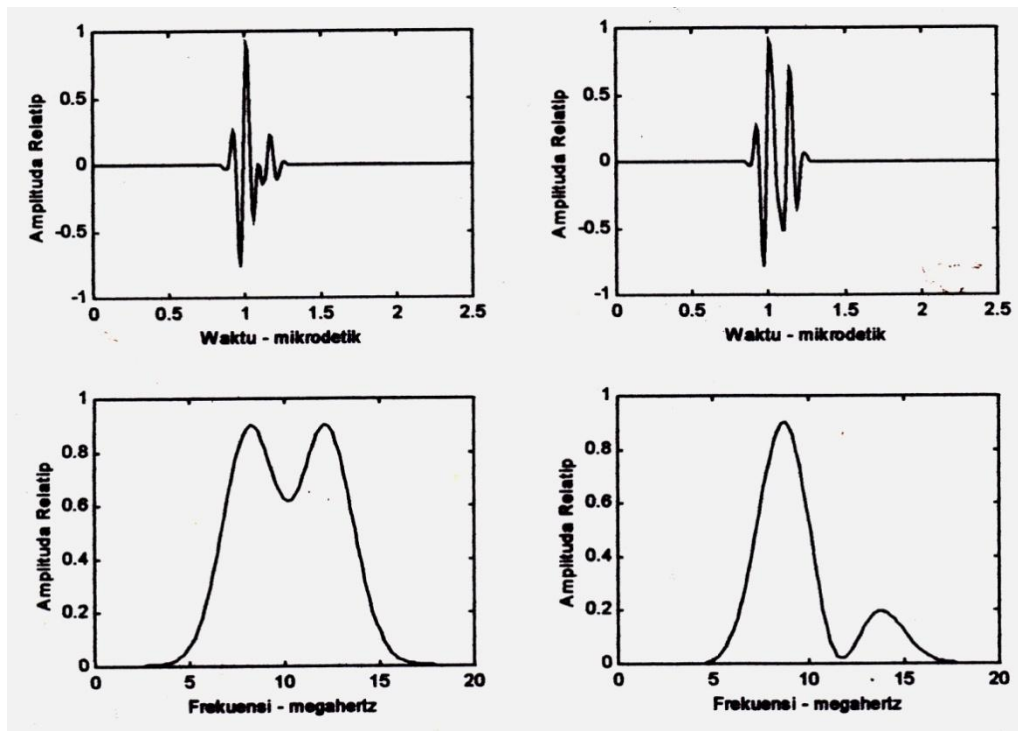 Amplituda Relatip
1
0.5
0
-0.5
-1
0 0.5 1 1.5 2 2.5
Waktu - mikrodetik
Amplituda Relatip
1
0.5
0
-0.5
-1
0 0.5 1 1.5 2 2.5
Waktu - mikrodetik
Amplituda Relatip
1
0.8
0.6
0.4
0.2
0
0 5 10 15 20
Frekuensi - megahertz
Amplituda Relatip
1
0.8
0.6
0.4
0.2
0
0 5 10 15 20
Frekuensi - megahertz